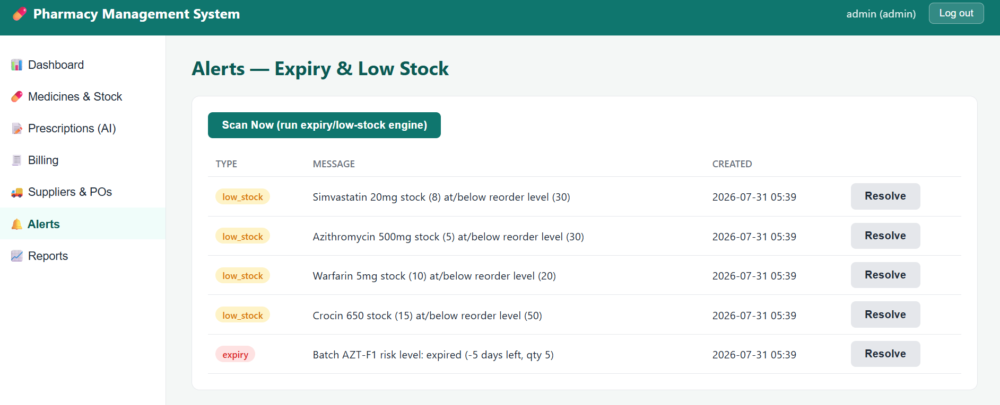 Pharmacy Management System
admin (admin)
Log out
Dashboard
Medicines & Stock
Prescriptions (AI)
Billing
Suppliers & POs
Alerts
Reports
Alerts — Expiry & Low Stock
Scan Now (run expiry/low-stock engine)
TYPE MESSAGE CREATED
low_stock Simvastatin 20mg stock (8) at/below reorder level (30) 2026-07-31 05:39 Resolve
low_stock Azithromycin 500mg stock (5) at/below reorder level (30) 2026-07-31 05:39 Resolve
low_stock Warfarin 5mg stock (10) at/below reorder level (20) 2026-07-31 05:39 Resolve
low_stock Crocin 650 stock (15) at/below reorder level (50) 2026-07-31 05:39 Resolve
expiry Batch AZT-F1 risk level: expired (-5 days left, qty 5) 2026-07-31 05:39 Resolve